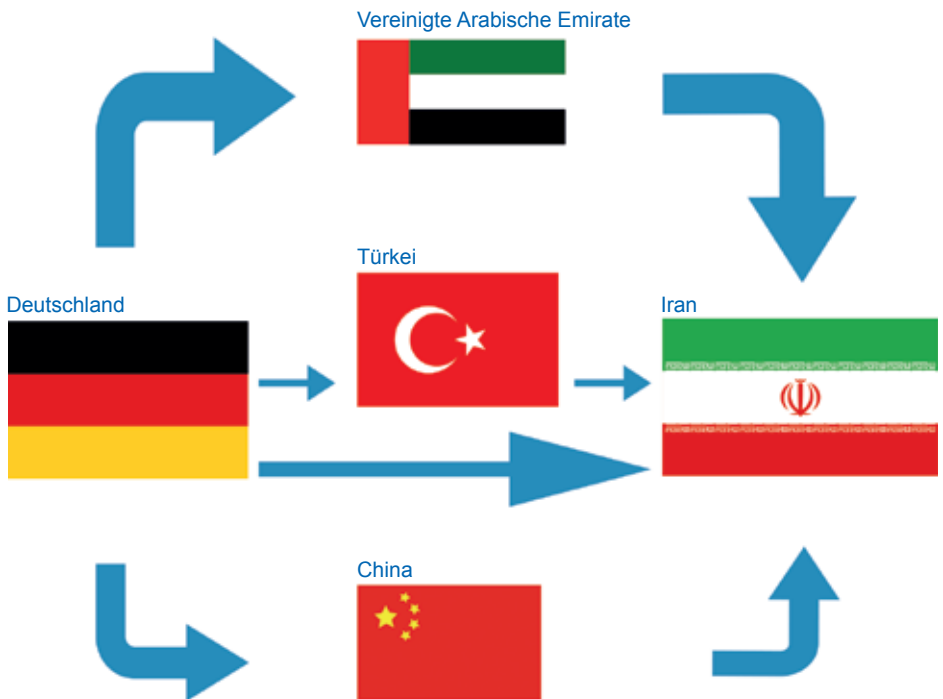 Vereinigte Arabische Emirate
Türkei
Deutschland
Iran
China